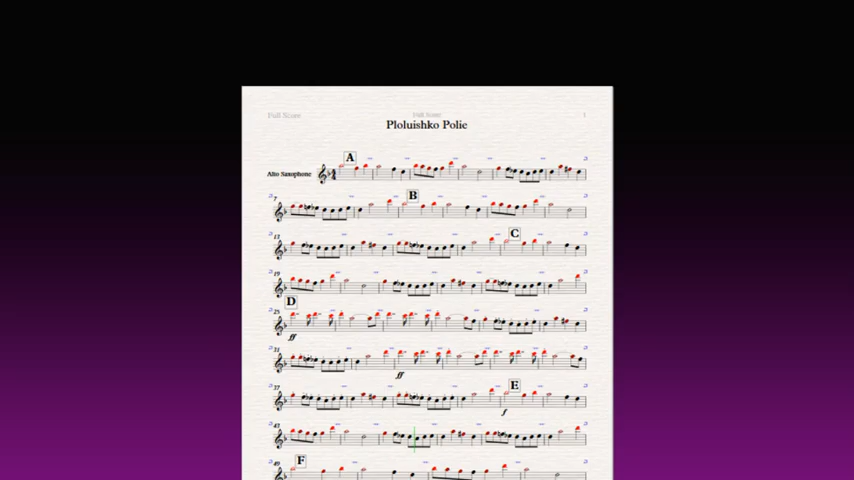 Full Score
Full Score
1
Ploluishko Polie
A
Alto Saxophone
7
B
13
C
19
D
25
ff
31
ff
37
E
f
43
F
49